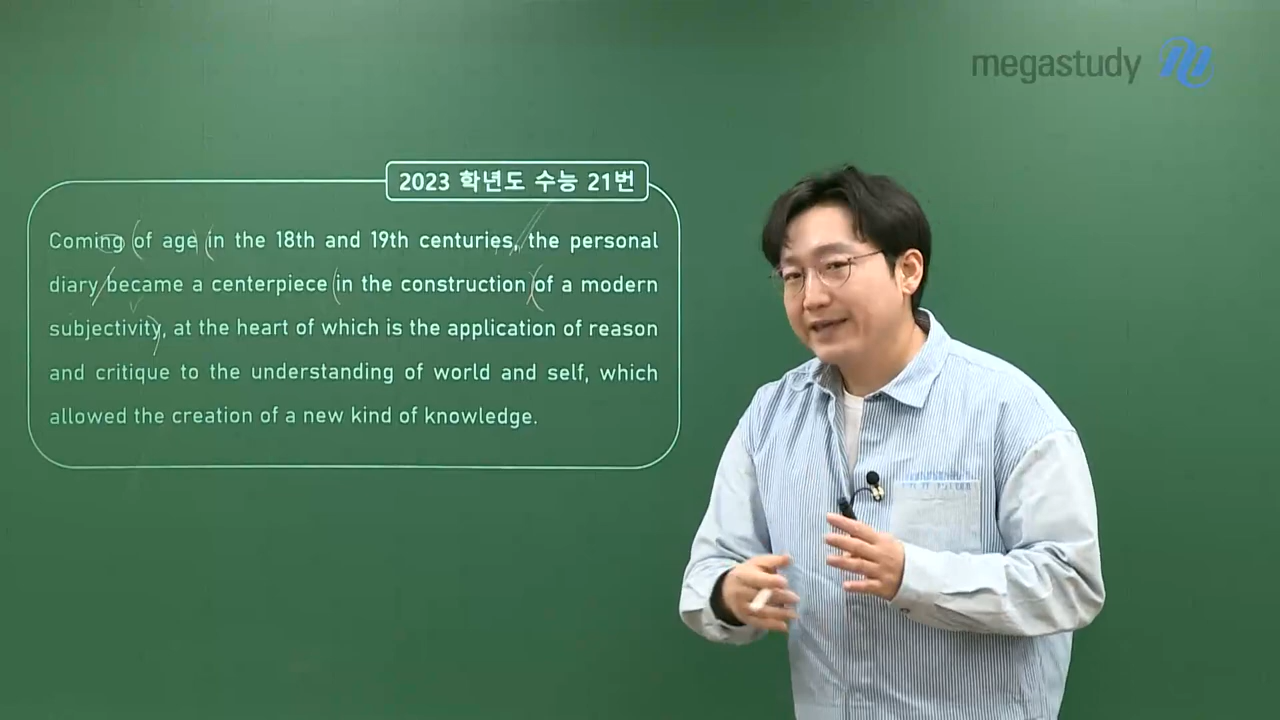 megastudy
2023 학년도 수능 21번
Coming of age in the 18th and 19th centuries, the personal
diary became a centerpiece in the construction of a modern
subjectivity, at the heart of which is the application of reason
and critique to the understanding of world and self, which
allowed the creation of a new kind of knowledge.